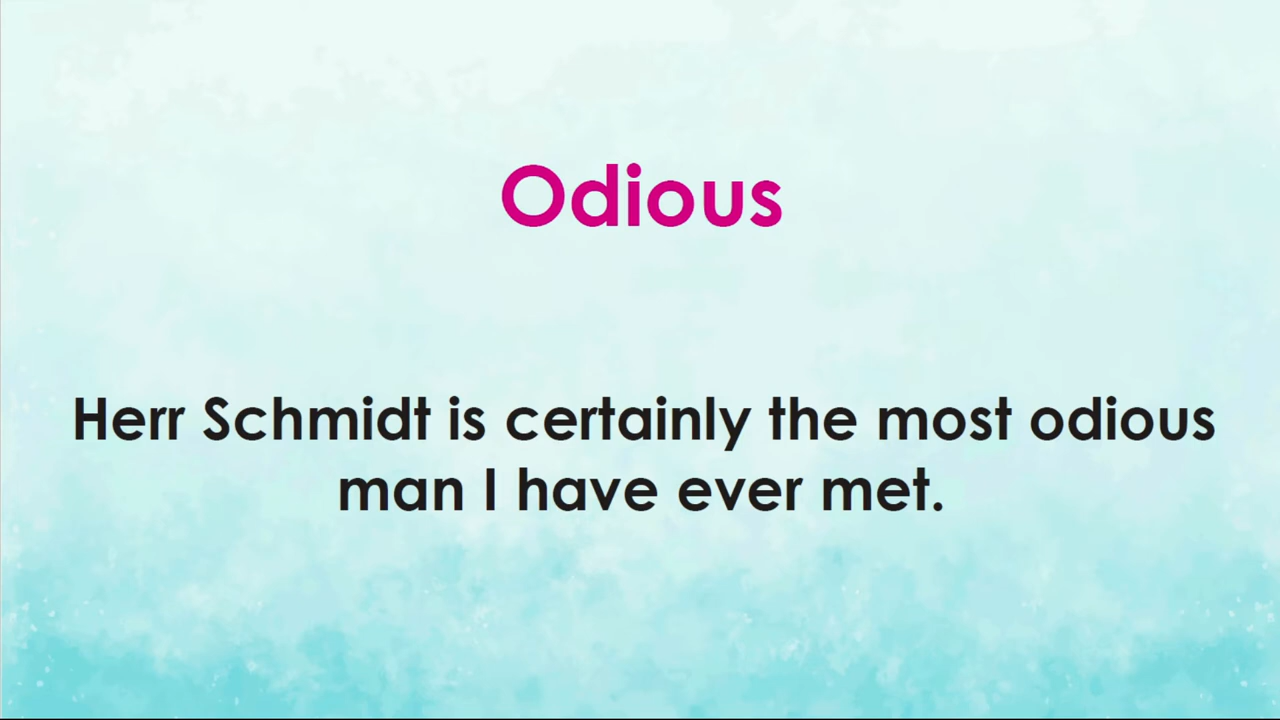 Odious
Herr Schmidt is certainly the most odious
man I have ever met.